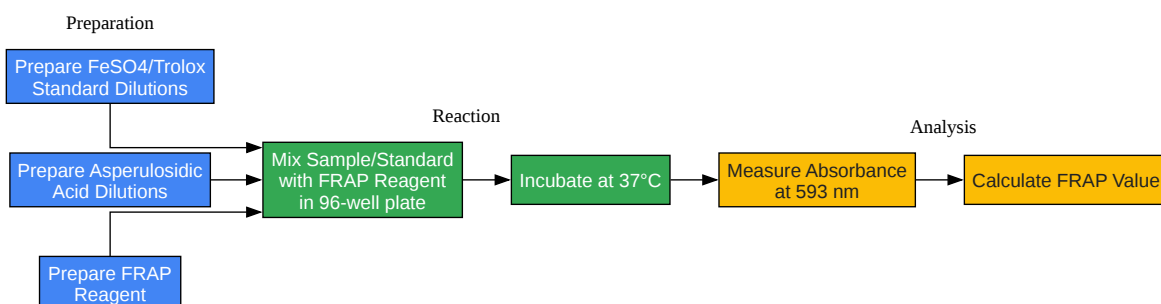 Preparation
Prepare FeSO4/Trolox
Standard Dilutions
Prepare Asperulosidic
Acid Dilutions
Prepare FRAP
Reagent
Reaction
Mix Sample/Standard
with FRAP Reagent
in 96-well plate
Incubate at 37°C
Analysis
Measure Absorbance
at 593 nm
Calculate FRAP Value